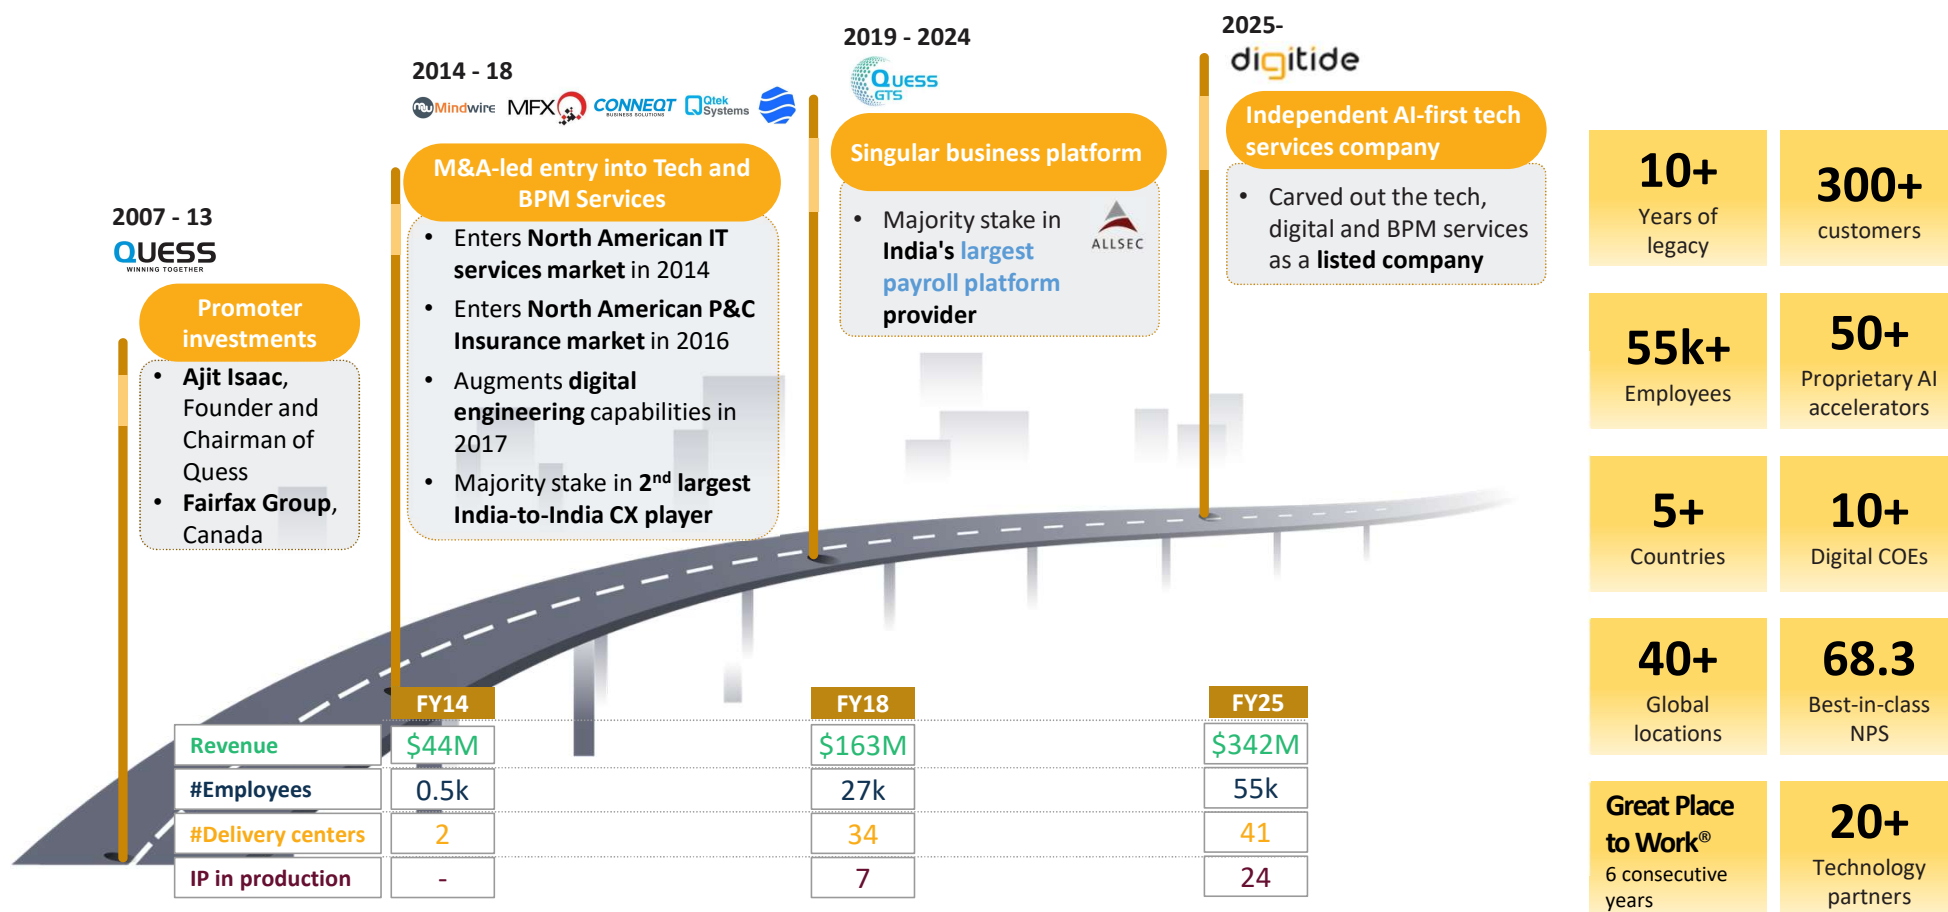 2007 - 13
QUESS
WINNING TOGETHER
Promoter
investments
• Ajit Isaac,
Founder and
Chairman of
Quess
• Fairfax Group,
Canada
2014 - 18
Mindwire MFX CONNEQT Qtek
BUSINESS SOLUTIONS Systems
M&A-led entry into Tech and
BPM Services
• Enters North American IT
services market in 2014
• Enters North American P&C
Insurance market in 2016
• Augments digital
engineering capabilities in
2017
• Majority stake in 2nd largest
India-to-India CX player
2019 - 2024
QUESS
GTS
Singular business platform
• Majority stake in
India's largest
payroll platform
provider
ALLSEC
2025-
digitide
Independent AI-first tech
services company
• Carved out the tech,
digital and BPM services
as a listed company
FY14 FY18 FY25
Revenue $44M $163M $342M
#Employees 0.5k 27k 55k
#Delivery centers 2 34 41
IP in production - 7 24
10+
Years of
legacy
300+
customers
55k+
Employees
50+
Proprietary AI
accelerators
5+
Countries
10+
Digital COEs
40+
Global
locations
68.3
Best-in-class
NPS
Great Place
to Work®
6 consecutive
years
20+
Technology
partners